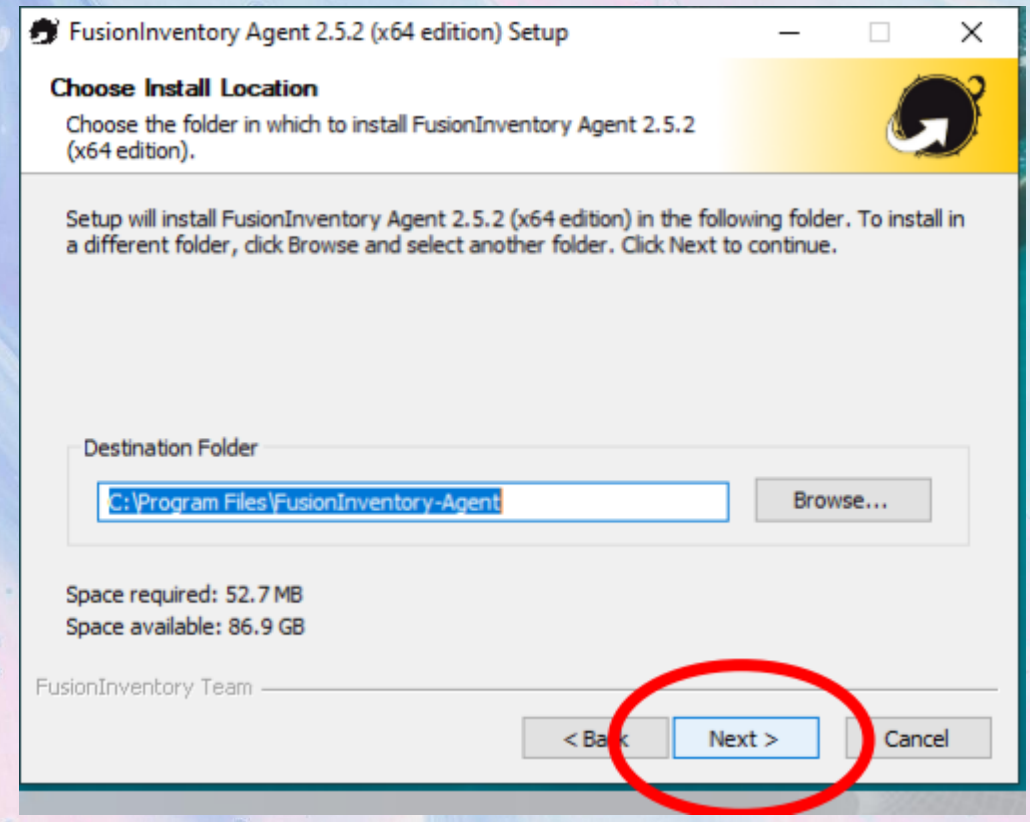 FusionInventory Agent 2.5.2 (x64 edition) Setup
Choose Install Location
Choose the folder in which to install FusionInventory Agent 2.5.2
(x64 edition).
Setup will install FusionInventory Agent 2.5.2 (x64 edition) in the following folder. To install in
a different folder, click Browse and select another folder. Click Next to continue.
Destination Folder
C:\Program Files\FusionInventory-Agent
Browse...
Space required: 52.7 MB
Space available: 86.9 GB
FusionInventory Team
< Back
Next >
Cancel